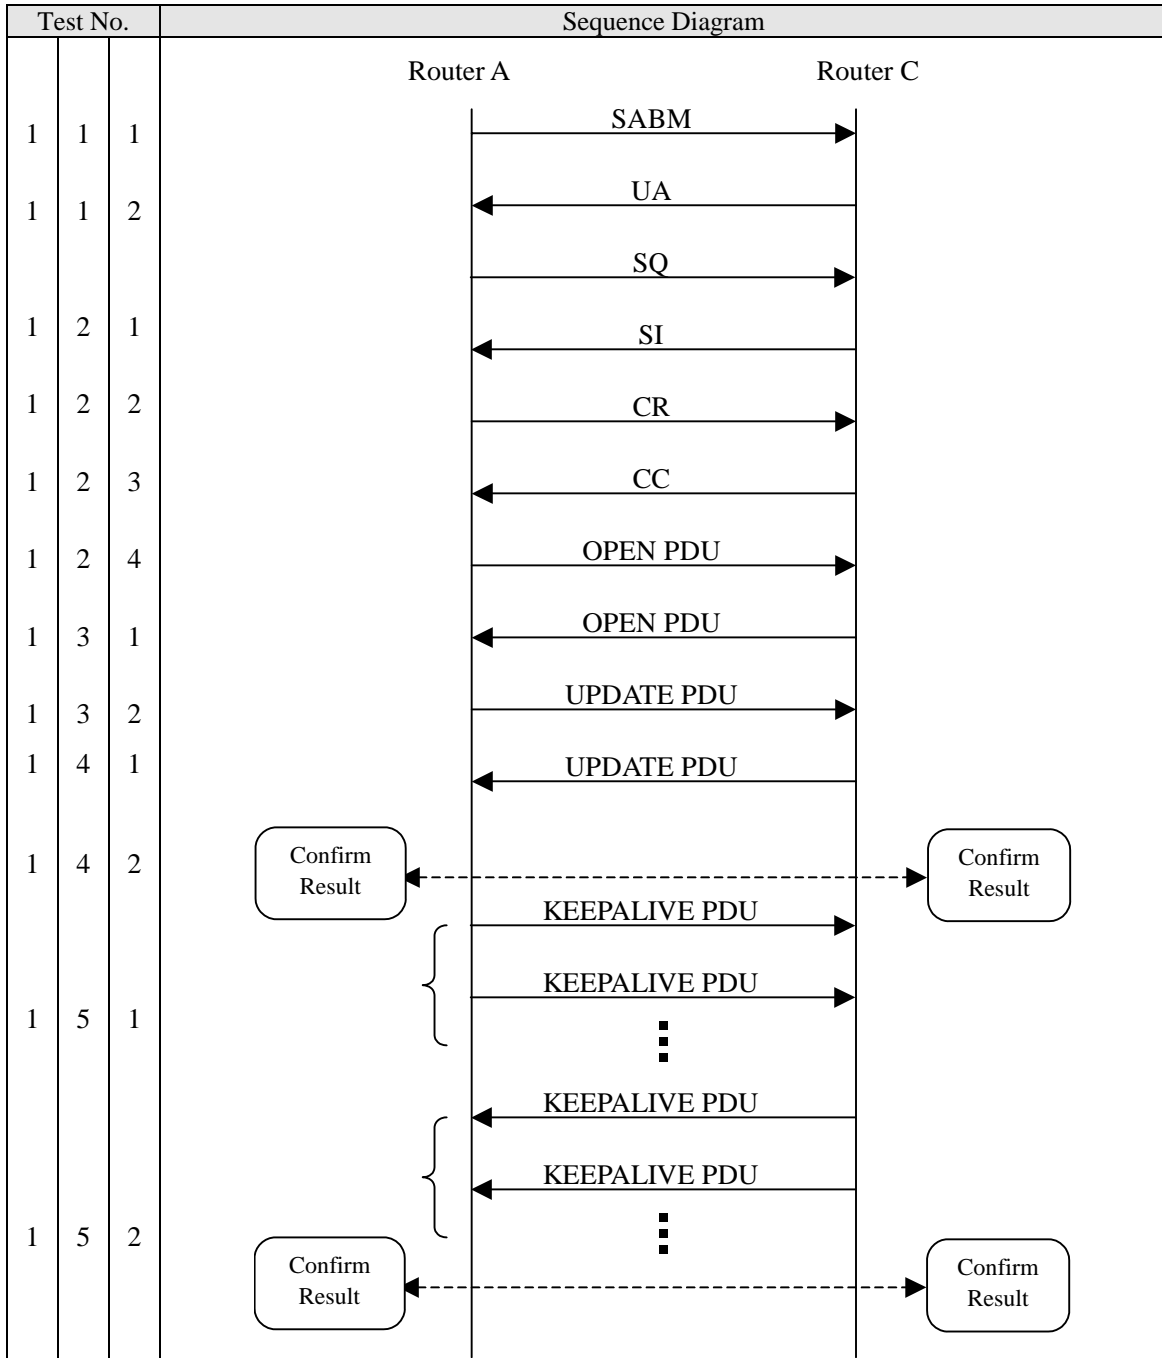 Test No. Sequence Diagram
Router A Router C
1 1 1 SABM
1 1 2 UA
SQ
1 2 1 SI
1 2 2 CR
1 2 3 CC
1 2 4 OPEN PDU
1 3 1 OPEN PDU
1 3 2 UPDATE PDU
1 4 1 UPDATE PDU
1 4 2 Confirm Confirm
Result Result
KEEPALIVE PDU
KEEPALIVE PDU
1 5 1
KEEPALIVE PDU
KEEPALIVE PDU
1 5 2
Confirm Confirm
Result Result